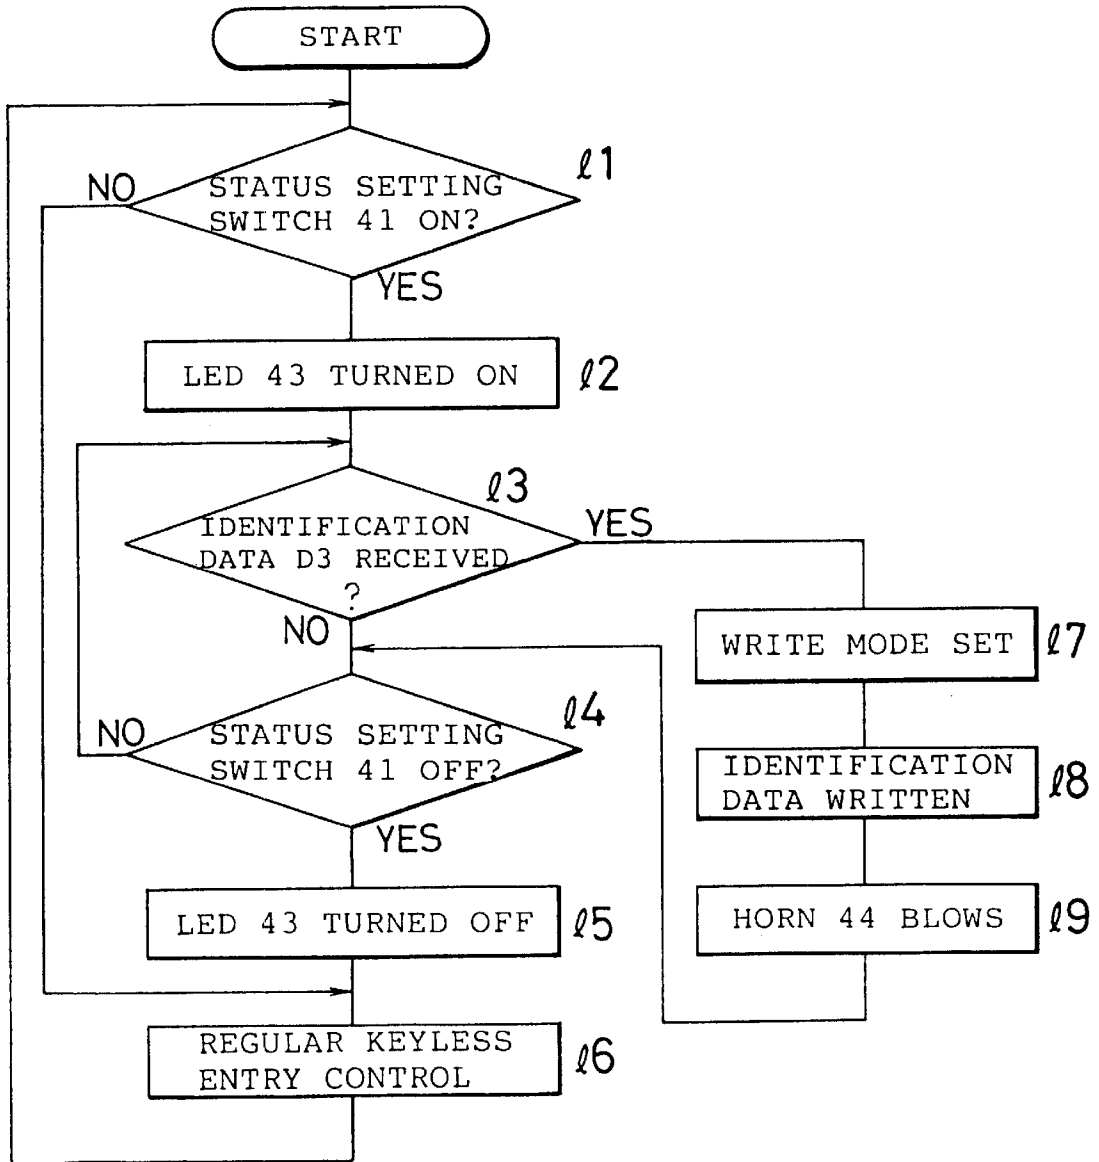 START
NO
STATUS SETTING
SWITCH 41 ON?
ℓ1
YES
LED 43 TURNED ON
ℓ2
ℓ3
IDENTIFICATION
DATA D3 RECEIVED
?
YES
NO
WRITE MODE SET
ℓ7
NO
STATUS SETTING
SWITCH 41 OFF?
ℓ4
YES
IDENTIFICATION
DATA WRITTEN
ℓ8
LED 43 TURNED OFF
ℓ5
HORN 44 BLOWS
ℓ9
REGULAR KEYLESS
ENTRY CONTROL
ℓ6